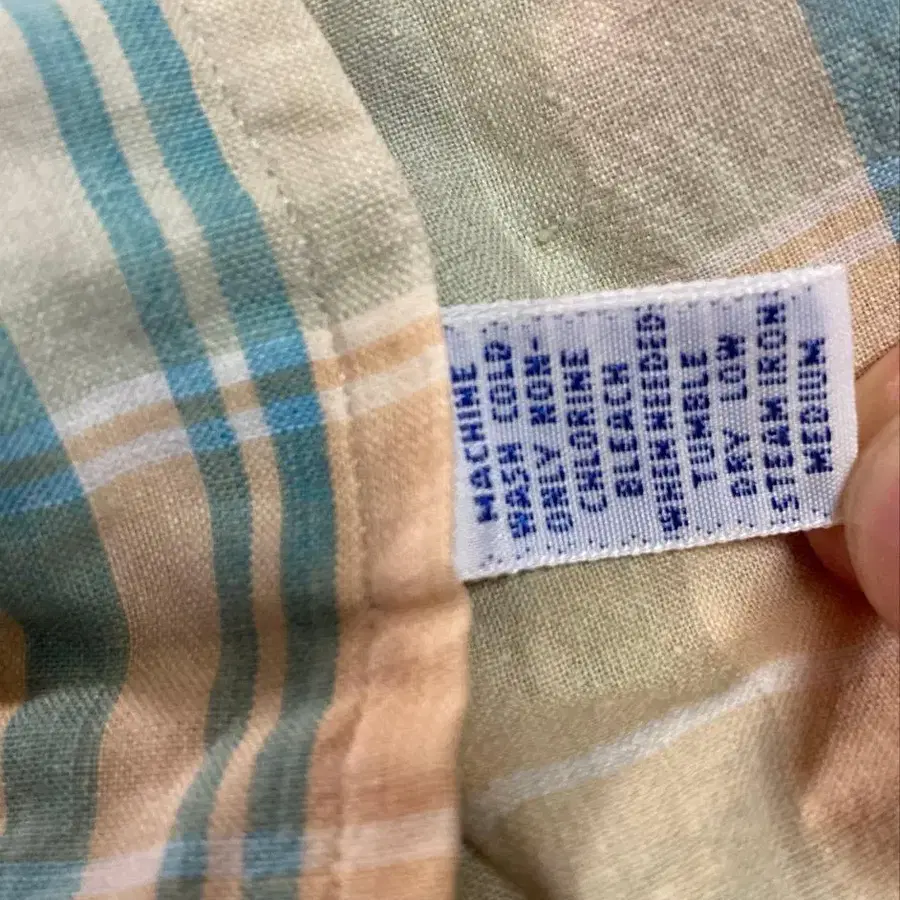 MACHINE
WASH COLD
ONLY NON-
CHLORINE
BLEACH
WHEN NEEDED
TUMBLE
DRY LOW
STEAM IRON
MEDIUM